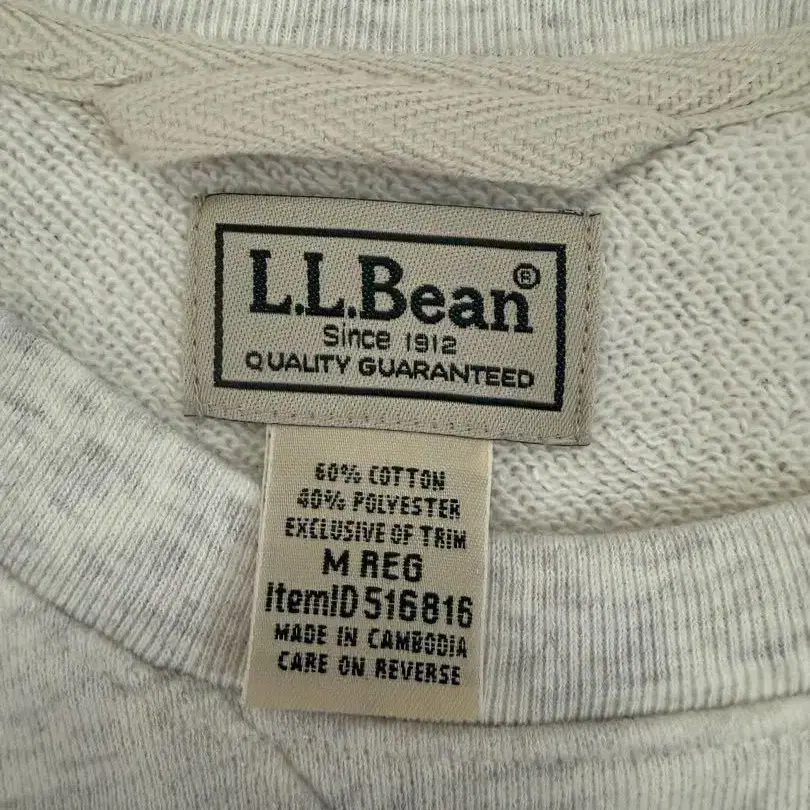 L.L.Bean®
Since 1912
QUALITY GUARANTEED
60% COTTON
40% POLYESTER
EXCLUSIVE OF TRIM
M REG
ItemID 516816
MADE IN CAMBODIA
CARE ON REVERSE